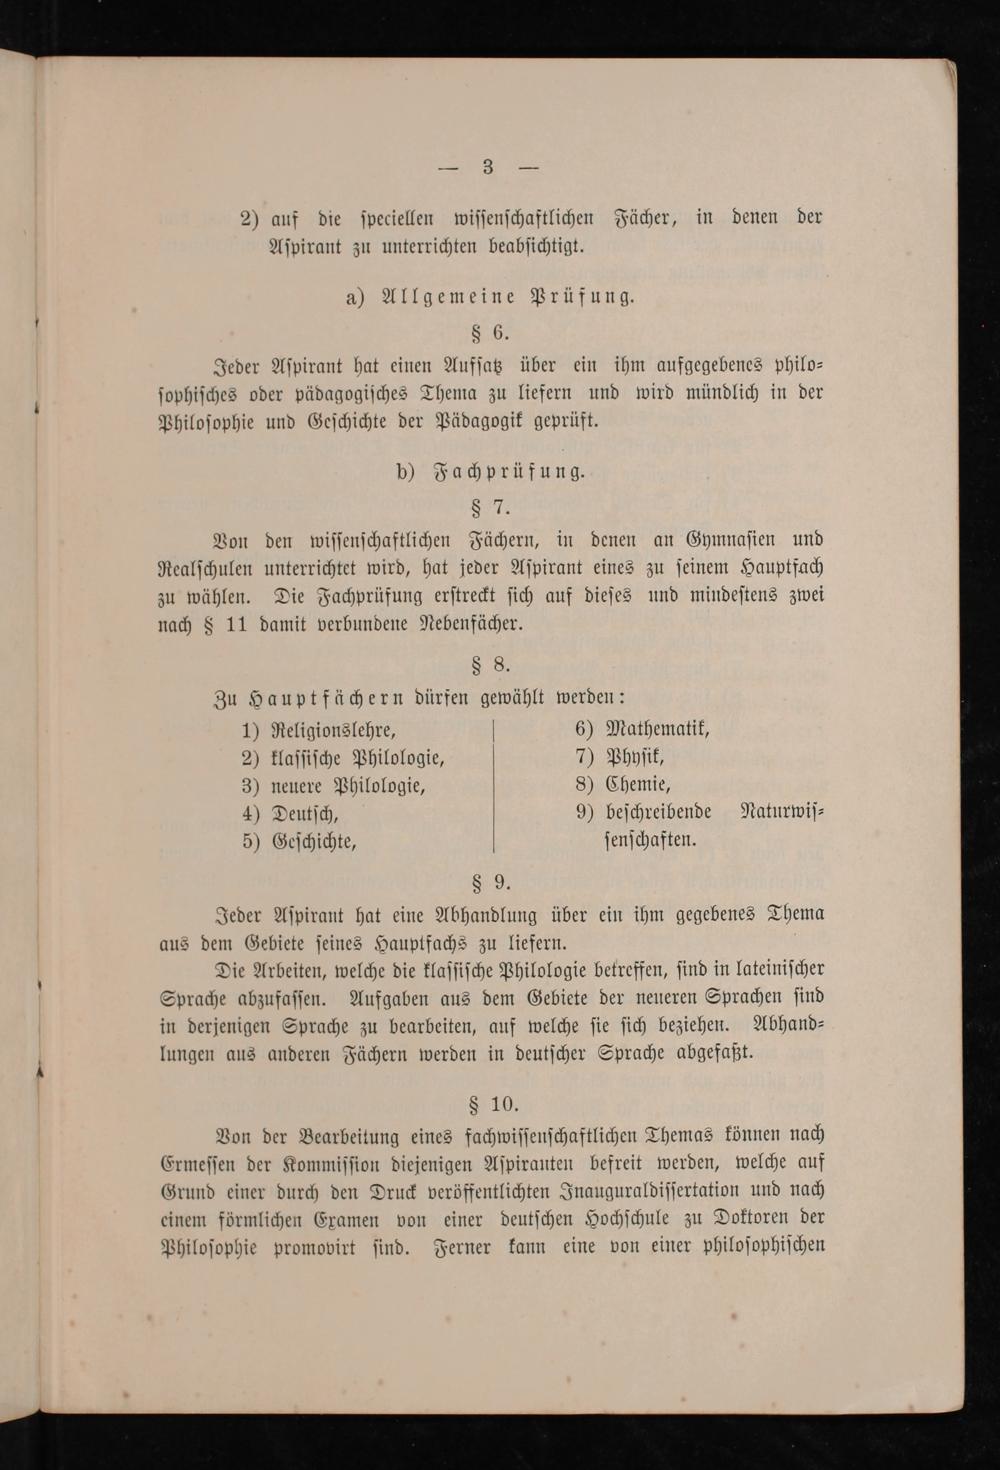 — 3 —
2) auf die speciellen wissenschaftlichen Fächer, in denen der
Aspirant zu unterrichten beabsichtigt.
a) Allgemeine Prüfung.
§ 6.
Jeder Aspirant hat einen Aufsatz über ein ihm aufgegebenes philo-
sophisches oder pädagogisches Thema zu liefern und wird mündlich in der
Philosophie und Geschichte der Pädagogik geprüft.
b) Fachprüfung.
§ 7.
Von den wissenschaftlichen Fächern, in denen an Gymnasien und
Realschulen unterrichtet wird, hat jeder Aspirant eines zu seinem Hauptfach
zu wählen. Die Fachprüfung erstreckt sich auf dieses und mindestens zwei
nach § 11 damit verbundene Nebenfächer.
§ 8.
Zu Hauptfächern dürfen gewählt werden:
1) Religionslehre,
2) klassische Philologie,
3) neuere Philologie,
4) Deutsch,
5) Geschichte,
6) Mathematik,
7) Physik,
8) Chemie,
9) beschreibende Naturwis-
senschaften.
§ 9.
Jeder Aspirant hat eine Abhandlung über ein ihm gegebenes Thema
aus dem Gebiete seines Hauptfachs zu liefern.
Die Arbeiten, welche die klassische Philologie betreffen, sind in lateinischer
Sprache abzufassen. Aufgaben aus dem Gebiete der neueren Sprachen sind
in derjenigen Sprache zu bearbeiten, auf welche sie sich beziehen. Abhand-
lungen aus anderen Fächern werden in deutscher Sprache abgefaßt.
§ 10.
Von der Bearbeitung eines fachwissenschaftlichen Themas können nach
Ermessen der Kommission diejenigen Aspiranten befreit werden, welche auf
Grund einer durch den Druck veröffentlichten Inauguraldissertation und nach
einem förmlichen Examen von einer deutschen Hochschule zu Doktoren der
Philosophie promovirt sind. Ferner kann eine von einer philosophischen